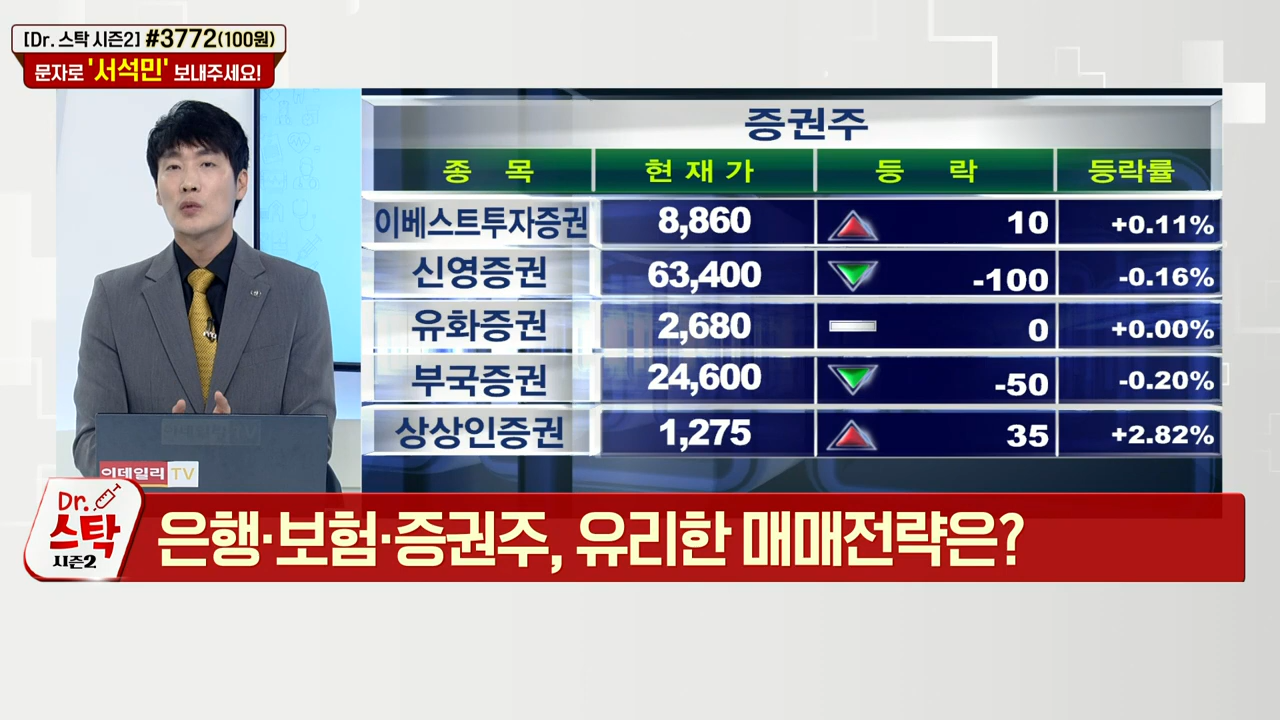 [Dr. 스탁 시즌2] #3772(100원)
문자로 '서석민' 보내주세요!
증권주
종 목 현재가 등 락 등락률
이베스트투자증권 8,860 10 +0.11%
신영증권 63,400 -100 -0.16%
유화증권 2,680 0 +0.00%
부국증권 24,600 -50 -0.20%
상상인증권 1,275 35 +2.82%
이데일리 TV
Dr.
스탁
시즌2
은행·보험·증권주, 유리한 매매전략은?